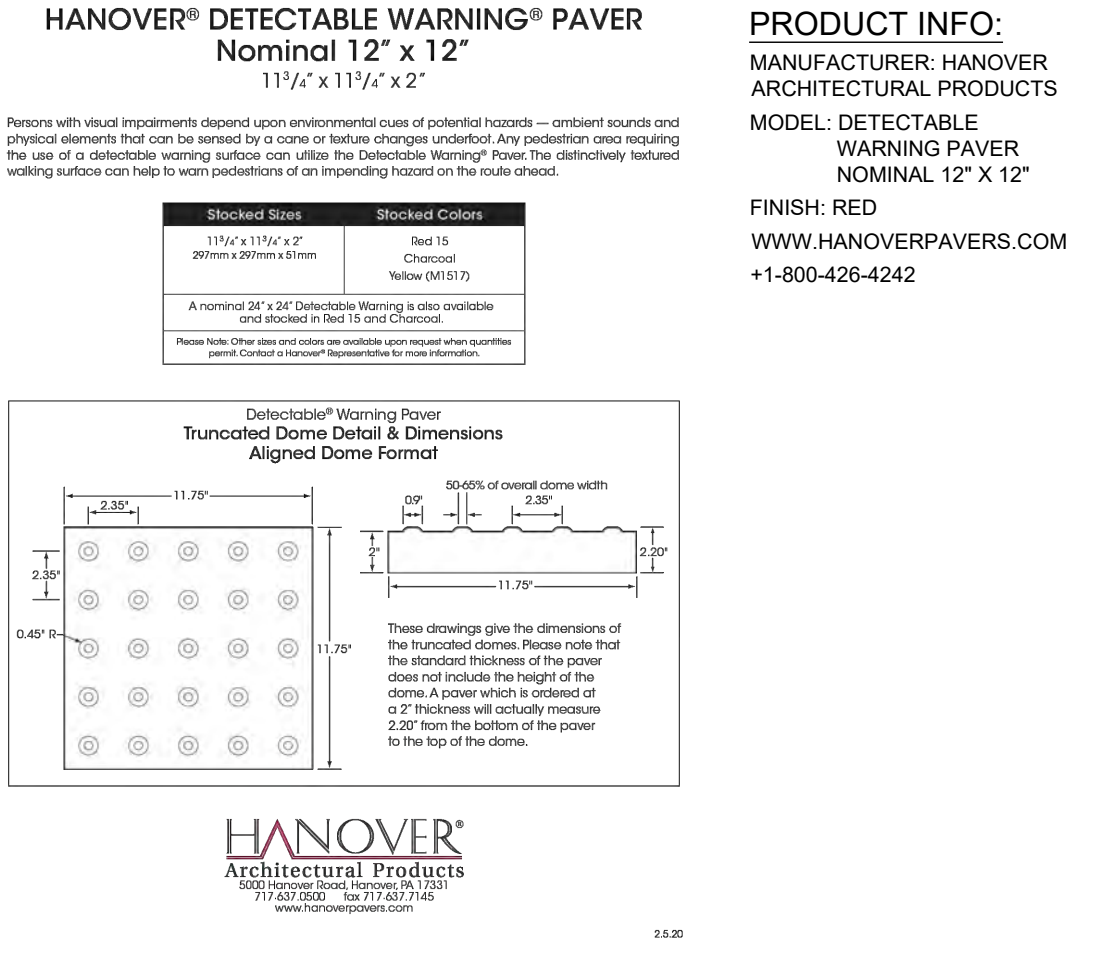 HANOVER® DETECTABLE WARNING® PAVER
Nominal 12” x 12”
11³/4” x 11³/4” x 2”
Persons with visual impairments depend upon environmental cues of potential hazards — ambient sounds and
physical elements that can be sensed by a cane or texture changes underfoot. Any pedestrian area requiring
the use of a detectable warning surface can utilize the Detectable Warning® Paver. The distinctively textured
walking surface can help to warn pedestrians of an impending hazard on the route ahead.
Stocked Sizes
11³/4” x 11³/4” x 2”
297mm x 297mm x 51mm
Stocked Colors
Red 15
Charcoal
Yellow (M1517)
A nominal 24” x 24” Detectable Warning is also available
and stocked in Red 15 and Charcoal.
Please Note: Other sizes and colors are available upon request when quantities
permit. Contact a Hanover® Representative for more information.
Detectable® Warning Paver
Truncated Dome Detail & Dimensions
Aligned Dome Format
11.75"
2.35"
2.35"
0.45" R
11.75"
50-65% of overall dome width
0.9"
2.35"
2"
2.20"
11.75"
These drawings give the dimensions of
the truncated domes. Please note that
the standard thickness of the paver
does not include the height of the
dome. A paver which is ordered at
a 2” thickness will actually measure
2.20” from the bottom of the paver
to the top of the dome.
HANOVER®
Architectural Products
5000 Hanover Road, Hanover, PA 17331
717·637.0500 fax 717·637.7145
www.hanoverpavers.com
2.5.20
PRODUCT INFO:
MANUFACTURER: HANOVER
ARCHITECTURAL PRODUCTS
MODEL: DETECTABLE
WARNING PAVER
NOMINAL 12" X 12"
FINISH: RED
WWW.HANOVERPAVERS.COM
+1-800-426-4242